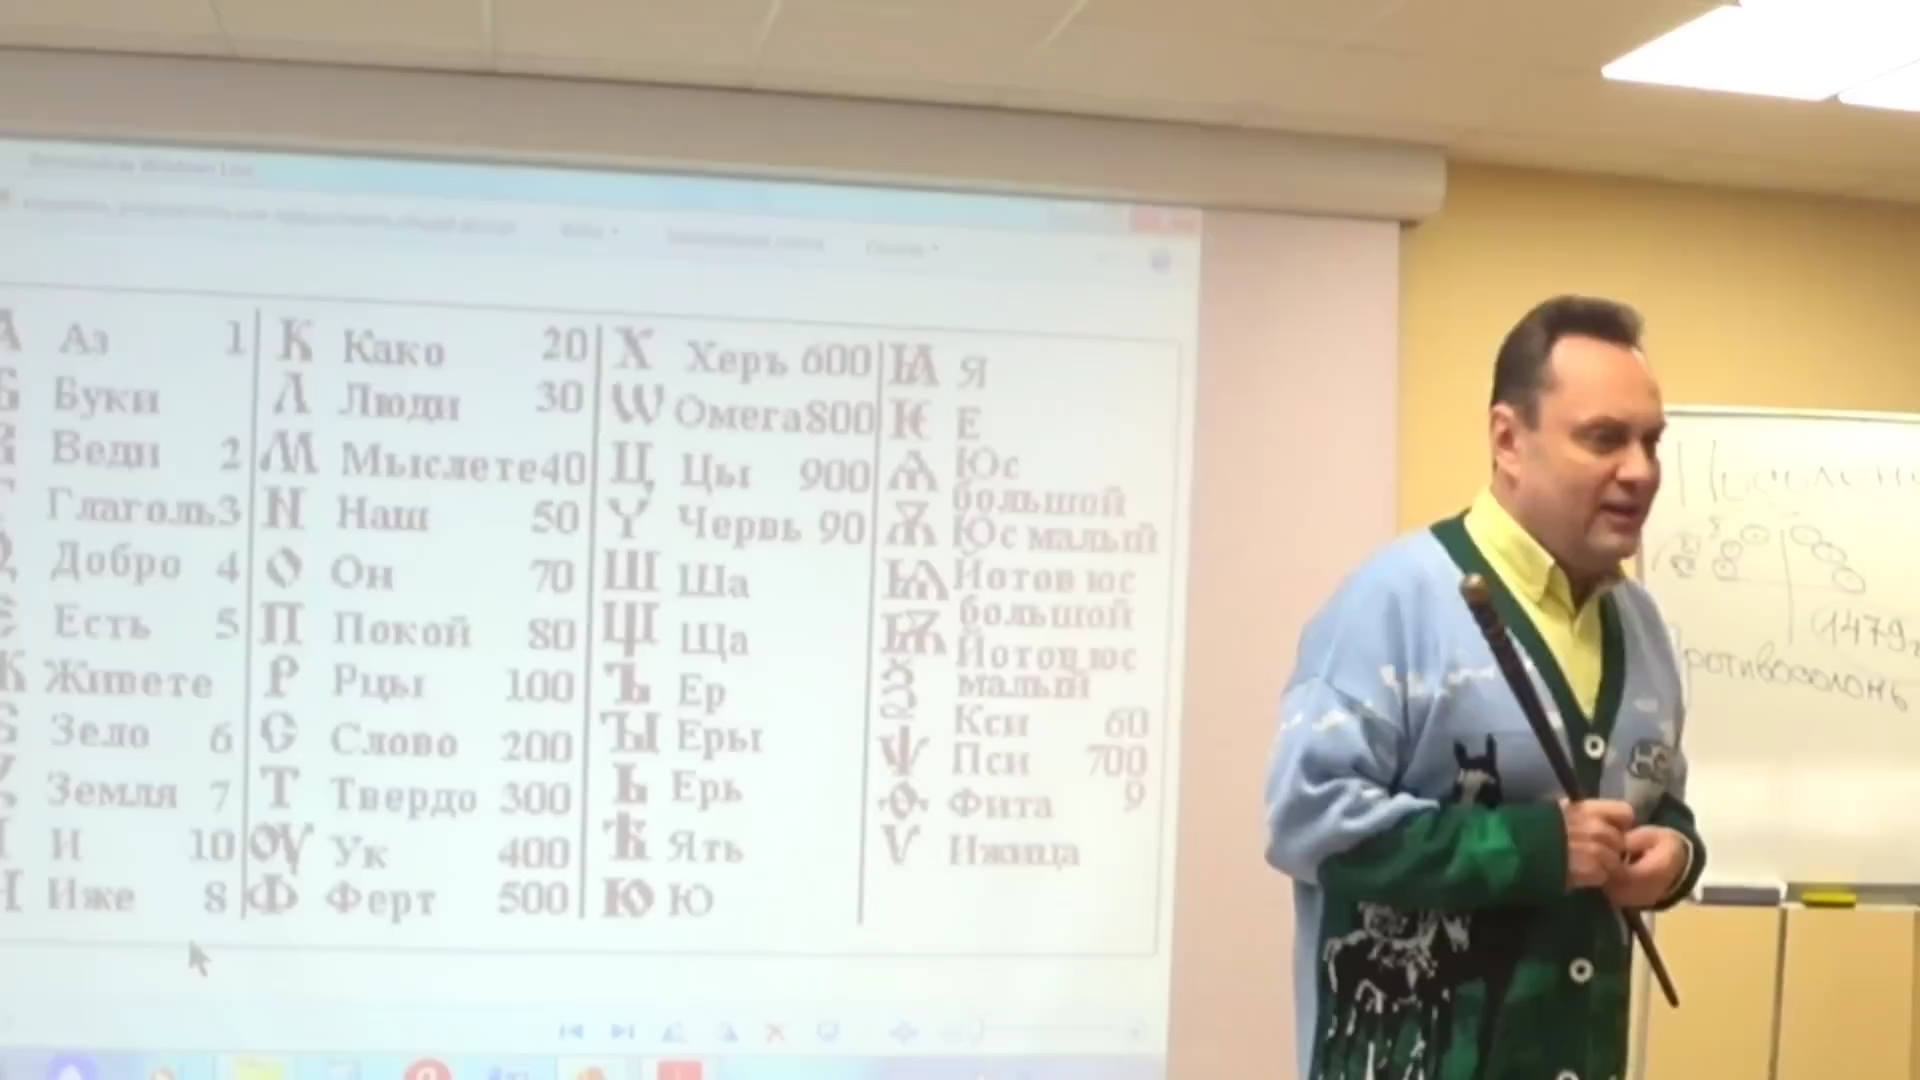 А Аз 1
Б Буки
В Веди 2
Г Глаголь 3
Д Добро 4
Є Есть 5
Ж Живете
Ѕ Зело 6
Земля 7
І И 10
Н Иже 8
К Како 20
Л Люди 30
М Мыслете 40
N Наш 50
О Он 70
П Покой 80
Р Рцы 100
С Слово 200
Т Твердо 300
ОУ Ук 400
Ф Ферт 500
Х Херъ 600
Ѡ Омега 800
Ц Цы 900
Ч Червь 90
Ш Ша
Щ Ща
Ъ Ер
Ъı Еры
Ь Ерь
Ѣ Ять
Ю Ю
Ꙗ Я
Ѥ Е
Ѧ Юс
большой
Ѫ Юс малый
Ѩ Йотов юс
большой
Ѭ Йотов юс
малый
Ѯ Кси 60
Ѱ Пси 700
Ѳ Фита 9
Ѵ Ижица
1479
ротивосолонь